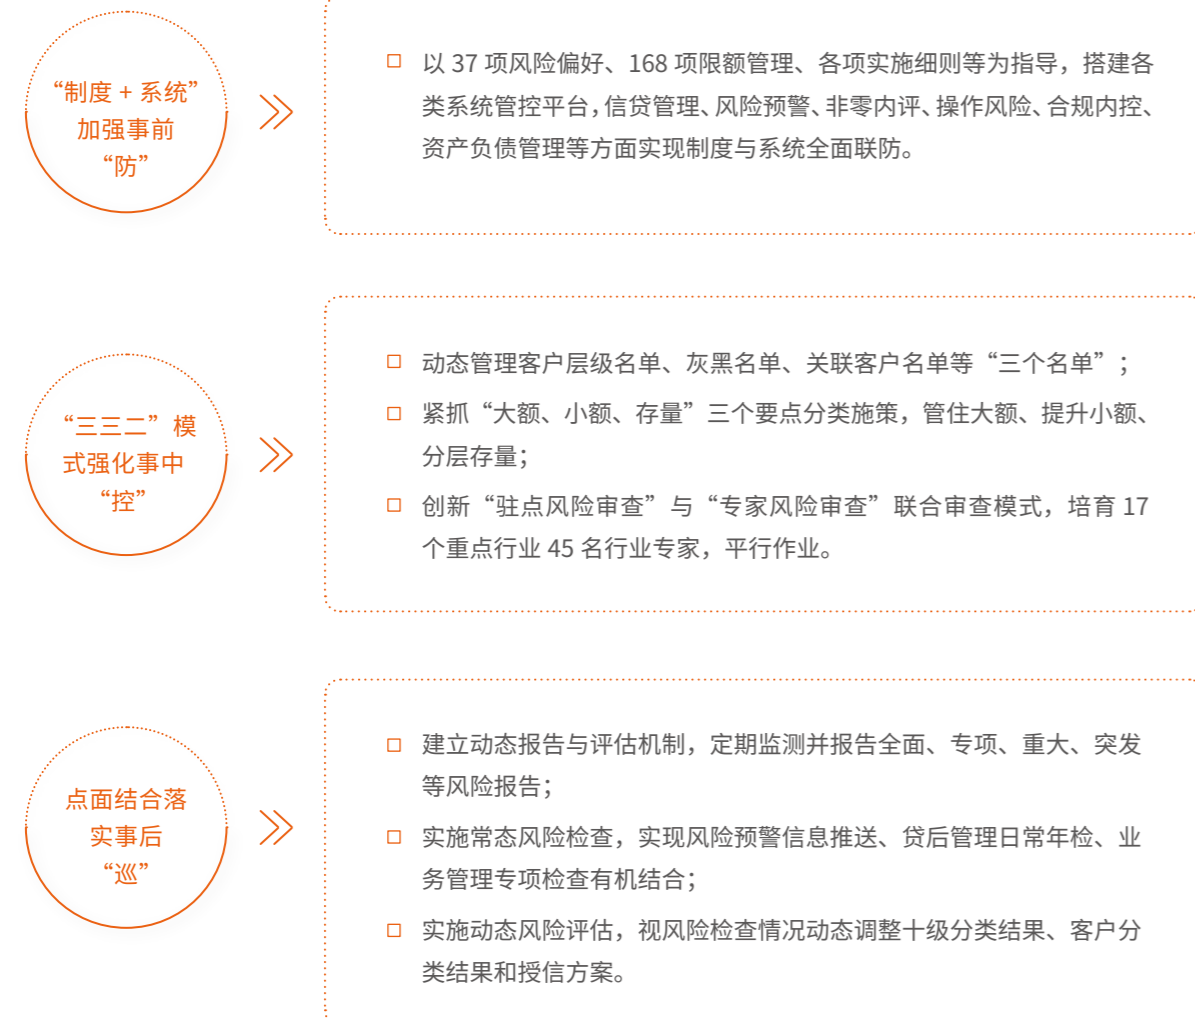 “制度 + 系统”
加强事前
“防”
以 37 项风险偏好、168 项限额管理、各项实施细则等为指导，搭建各
类系统管控平台，信贷管理、风险预警、非零内评、操作风险、合规内控、
资产负债管理等方面实现制度与系统全面联防。
“三三二”模
式强化事中
“控”
动态管理客户层级名单、灰黑名单、关联客户名单等“三个名单”；
紧抓“大额、小额、存量”三个要点分类施策，管住大额、提升小额、
分层存量；
创新“驻点风险审查”与“专家风险审查”联合审查模式，培育 17
个重点行业 45 名行业专家，平行作业。
点面结合落
实事后
“巡”
建立动态报告与评估机制，定期监测并报告全面、专项、重大、突发
等风险报告；
实施常态风险检查，实现风险预警信息推送、贷后管理日常年检、业
务管理专项检查有机结合；
实施动态风险评估，视风险检查情况动态调整十级分类结果、客户分
类结果和授信方案。